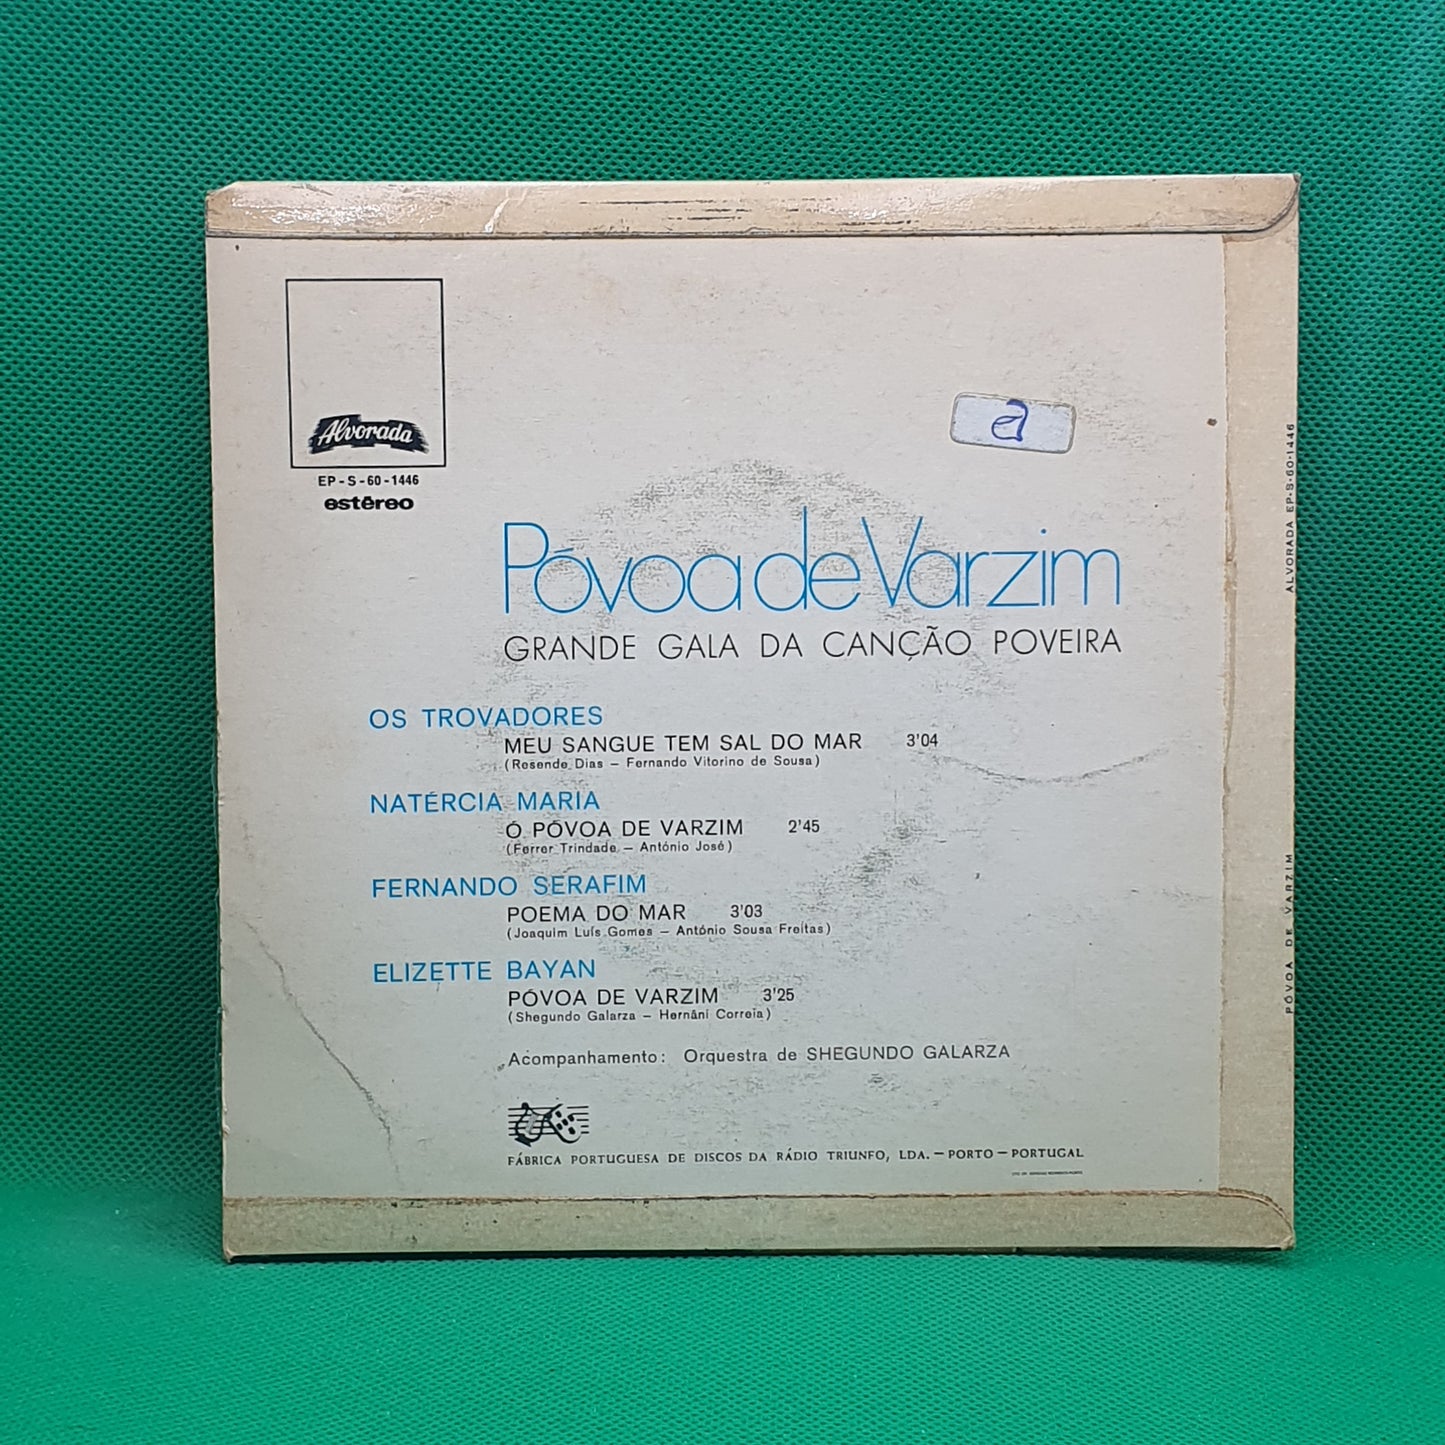 Alvorada
EP-S-60-1446
estéreo
a
Póvoa de Varzim
GRANDE GALA DA CANÇÃO POVEIRA
OS TROVADORES
MEU SANGUE TEM SAL DO MAR 3'04
(Resende Dias – Fernando Vitorino de Sousa)
NATÉRCIA MARIA
Ó PÓVOA DE VARZIM 2'45
(Ferrer Trindade – António José)
FERNANDO SERAFIM
POEMA DO MAR 3'03
(Joaquim Luís Gomes – António Sousa Freitas)
ELIZETTE BAYAN
PÓVOA DE VARZIM 3'25
(Shegundo Galarza – Hernâni Correia)
Acompanhamento: Orquestra de SHEGUNDO GALARZA
FÁBRICA PORTUGUESA DE DISCOS DA RÁDIO TRIUNFO, LDA. – PORTO – PORTUGAL
ALVORADA EP-S-60-1446
PÓVOA DE VARZIM